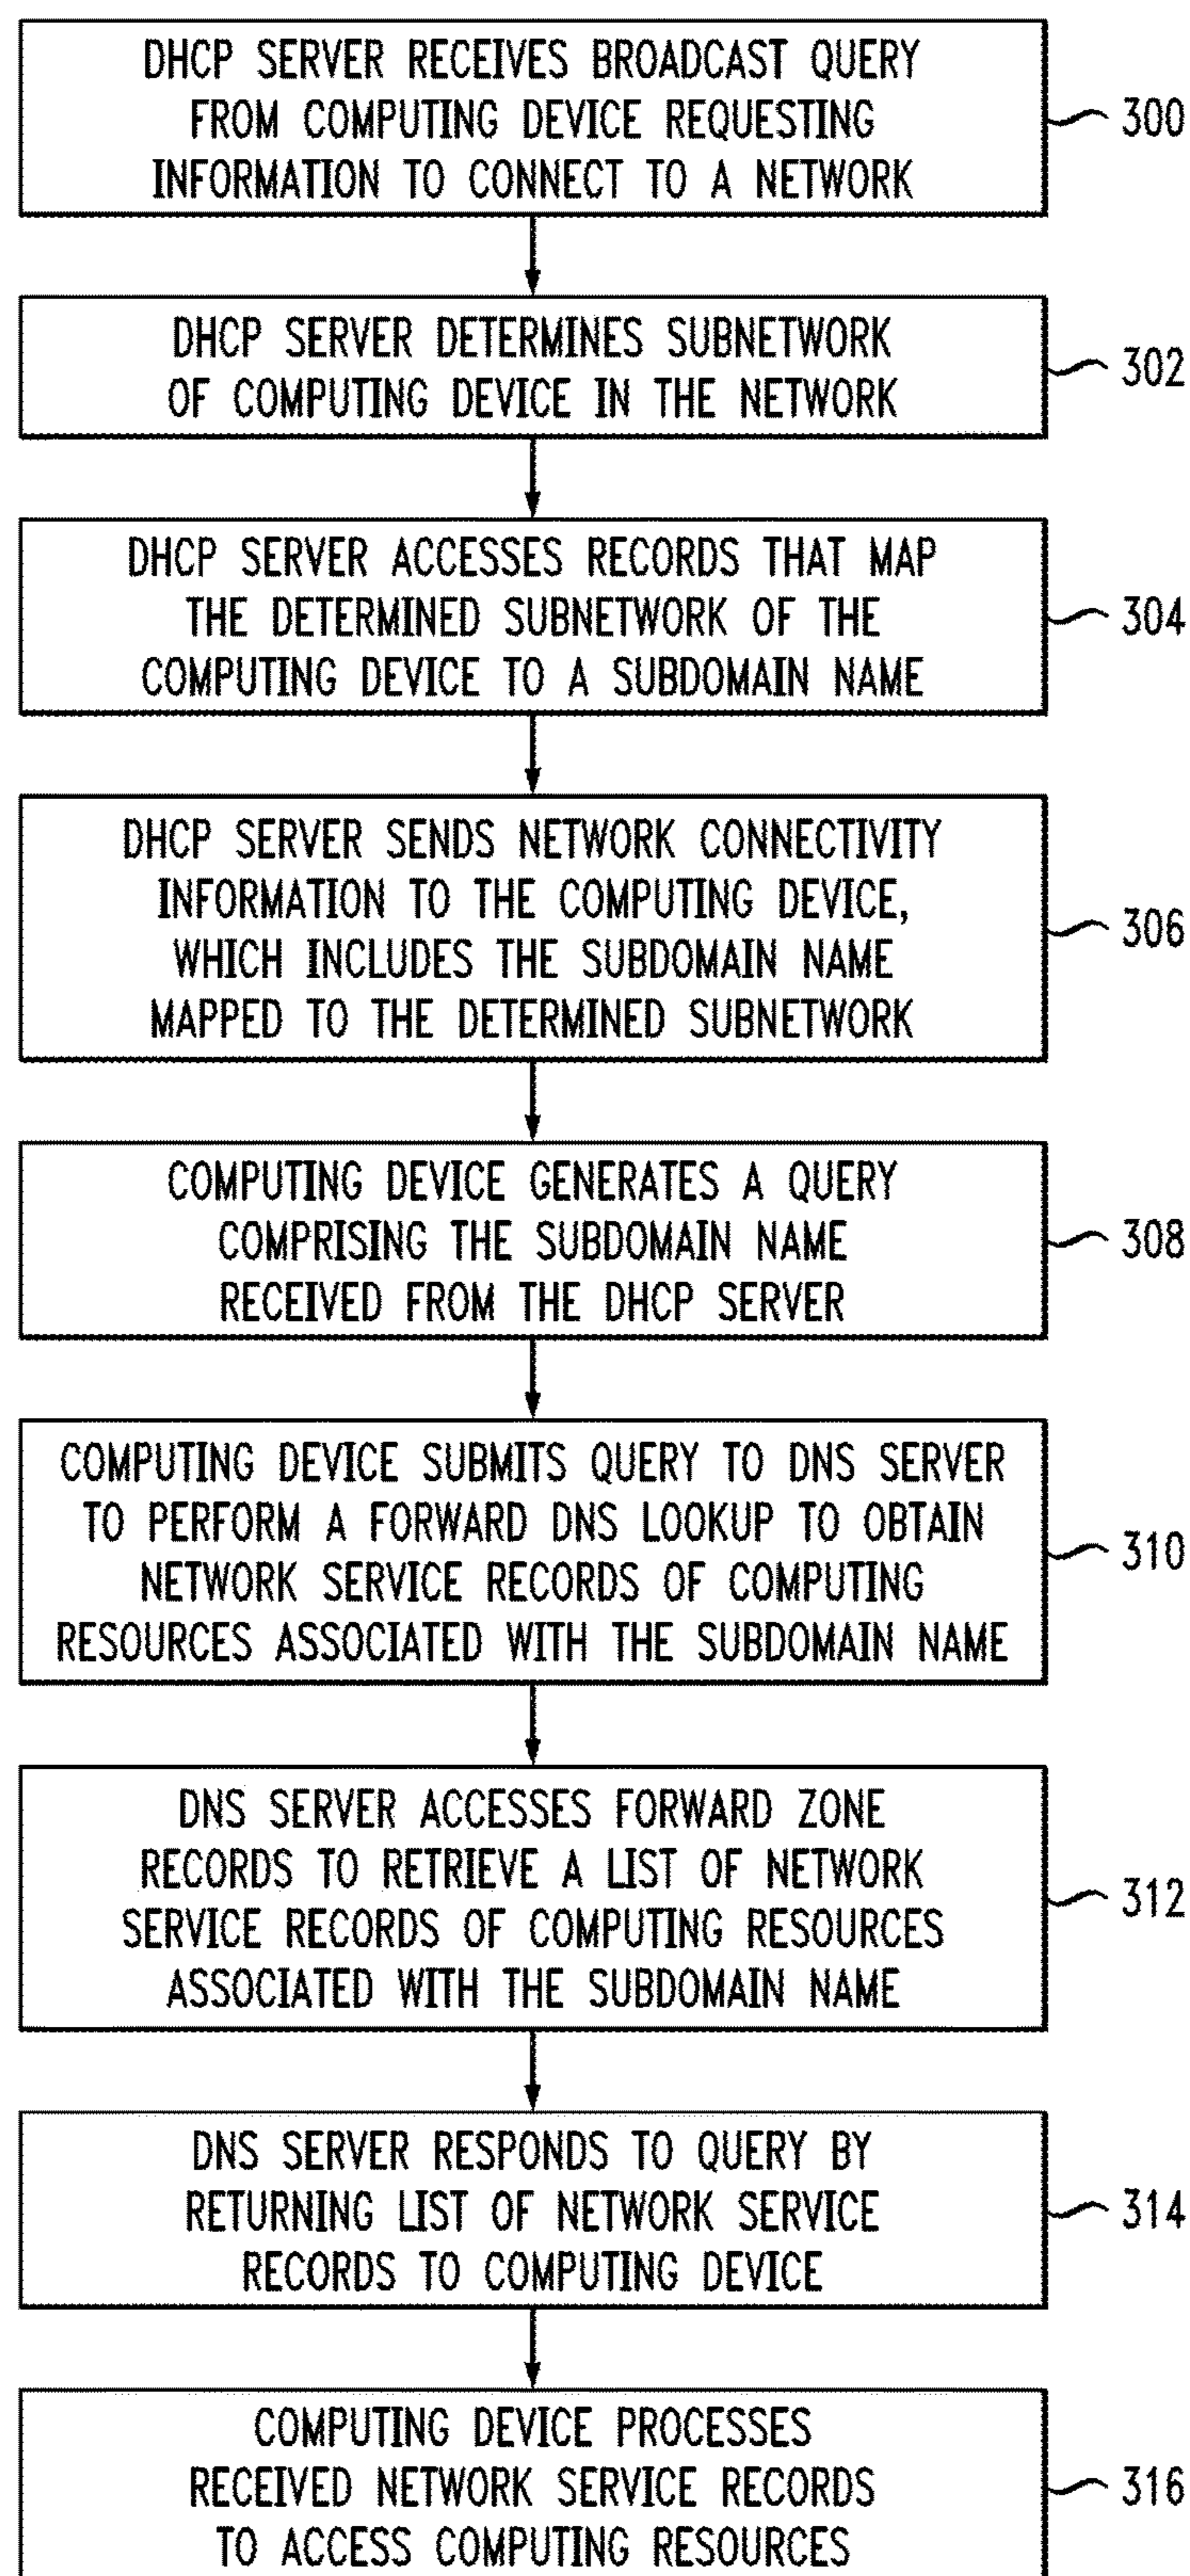 DHCP SERVER RECEIVES BROADCAST QUERY
FROM COMPUTING DEVICE REQUESTING
INFORMATION TO CONNECT TO A NETWORK
300
DHCP SERVER DETERMINES SUBNETWORK
OF COMPUTING DEVICE IN THE NETWORK
302
DHCP SERVER ACCESSES RECORDS THAT MAP
THE DETERMINED SUBNETWORK OF THE
COMPUTING DEVICE TO A SUBDOMAIN NAME
304
DHCP SERVER SENDS NETWORK CONNECTIVITY
INFORMATION TO THE COMPUTING DEVICE,
WHICH INCLUDES THE SUBDOMAIN NAME
MAPPED TO THE DETERMINED SUBNETWORK
306
COMPUTING DEVICE GENERATES A QUERY
COMPRISING THE SUBDOMAIN NAME
RECEIVED FROM THE DHCP SERVER
308
COMPUTING DEVICE SUBMITS QUERY TO DNS SERVER
TO PERFORM A FORWARD DNS LOOKUP TO OBTAIN
NETWORK SERVICE RECORDS OF COMPUTING
RESOURCES ASSOCIATED WITH THE SUBDOMAIN NAME
310
DNS SERVER ACCESSES FORWARD ZONE
RECORDS TO RETRIEVE A LIST OF NETWORK
SERVICE RECORDS OF COMPUTING RESOURCES
ASSOCIATED WITH THE SUBDOMAIN NAME
312
DNS SERVER RESPONDS TO QUERY BY
RETURNING LIST OF NETWORK SERVICE
RECORDS TO COMPUTING DEVICE
314
COMPUTING DEVICE PROCESSES
RECEIVED NETWORK SERVICE RECORDS
TO ACCESS COMPUTING RESOURCES
316